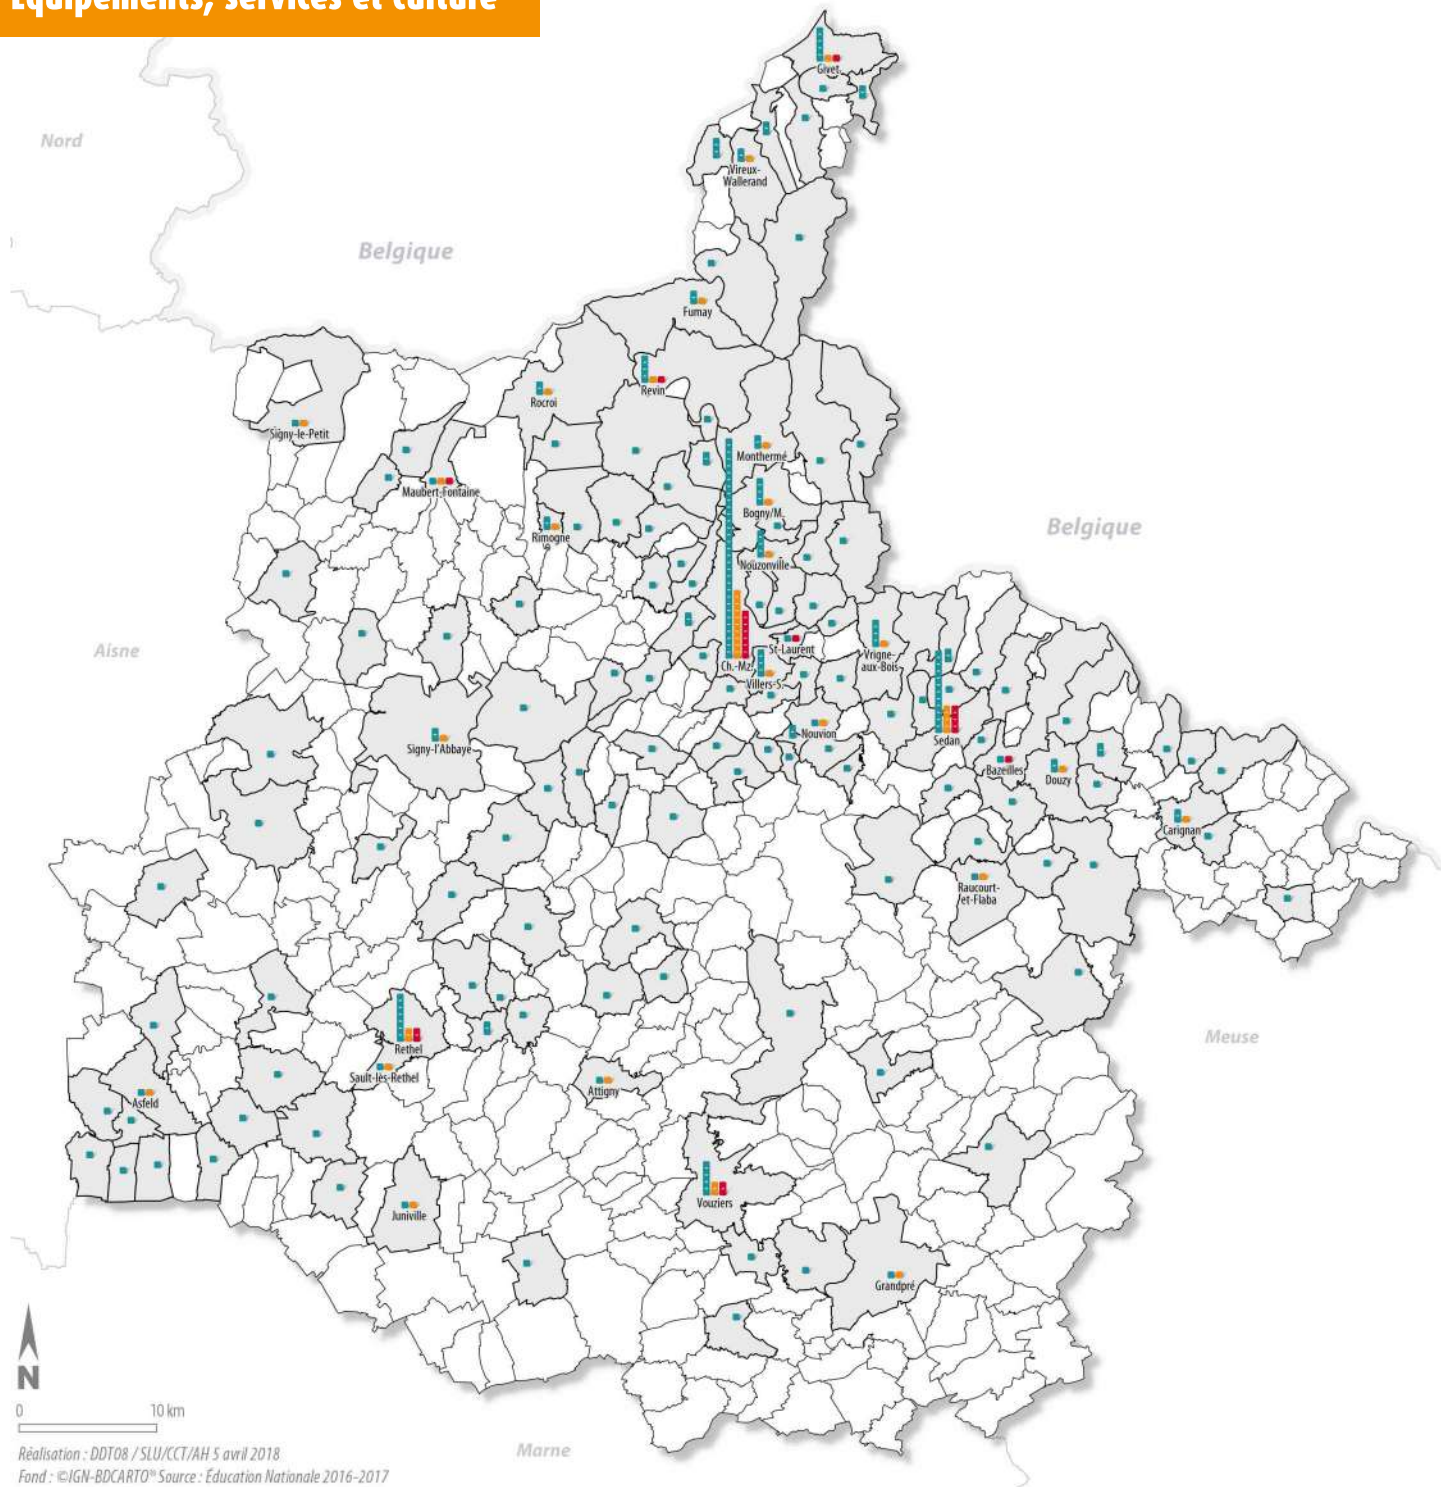 Équipements, services et culture
Givet
Nord
Vireux-
Wallerand
Belgique
Fumay
Revin
Rocroi
Signy-le-Petit
Monthermé
Maubert-Fontaine
Bogny/M.
Belgique
Rimogne
Nouzonville
Aisne
St-Laurent
Vrigne-
aux-Bois
Ch.-Mz.
Villers-S.
Nouvion
Sedan
Signy-l'Abbaye
Bazeilles
Douzy
Carignan
Raucourt-
et-Flaba
Meuse
Rethel
Sault-lès-Rethel
Attigny
Asfeld
Vouziers
Juniville
Grandpré
N
0 10 km
Marne
Réalisation : DDT08 / SLU/CCT/AH 5 avril 2018
Fond : ©IGN-BDCARTO® Source : Éducation Nationale 2016-2017